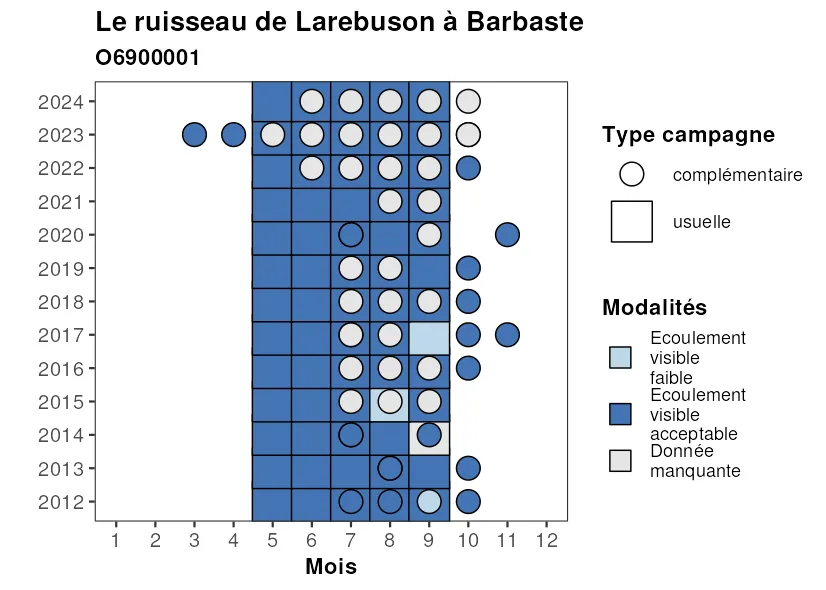 Le ruisseau de Larebuson à Barbaste
O6900001
2024
2023
2022
2021
2020
2019
2018
2017
2016
2015
2014
2013
2012
1 2 3 4 5 6 7 8 9 10 11 12
Mois
Type campagne
complémentaire
usuelle
Modalités
Ecoulement
visible
faible
Ecoulement
visible
acceptable
Donnée
manquante